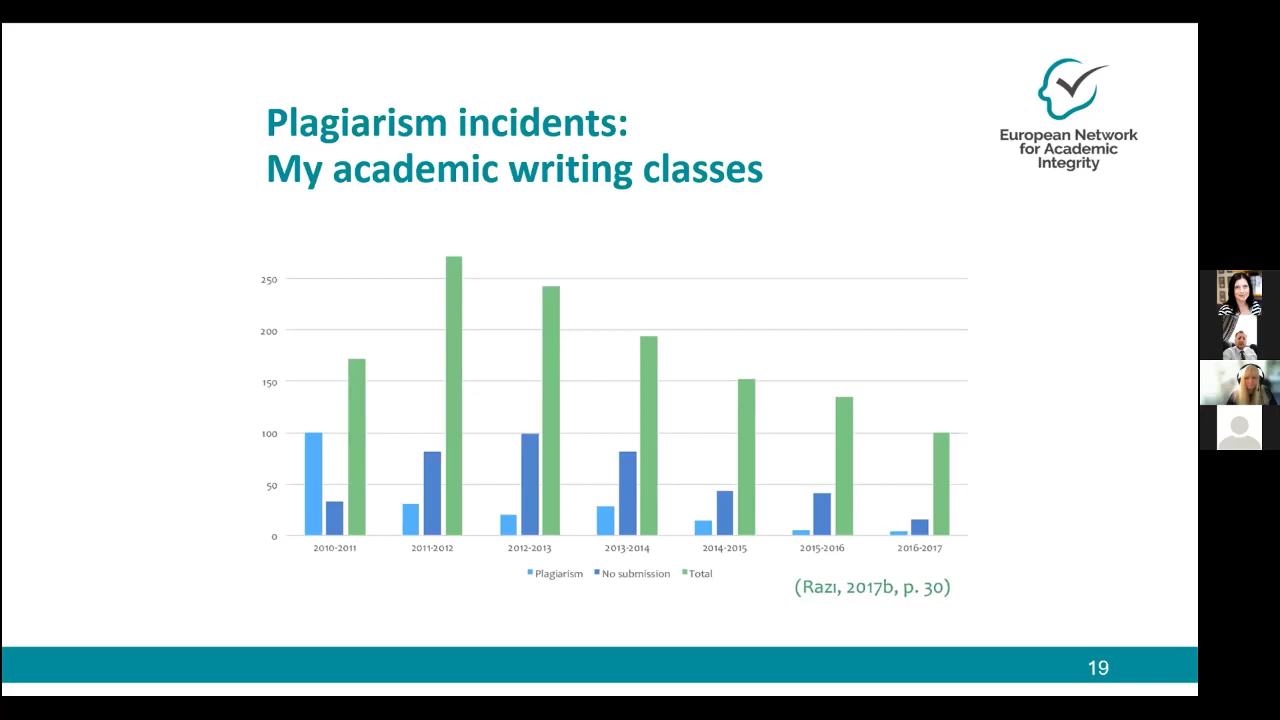 Plagiarism incidents:
My academic writing classes
European Network
for Academic
Integrity
250
200
150
100
50
0
2010-2011 2011-2012 2012-2013 2013-2014 2014-2015 2015-2016 2016-2017
Plagiarism No submission Total
(Razı, 2017b, p. 30)
19